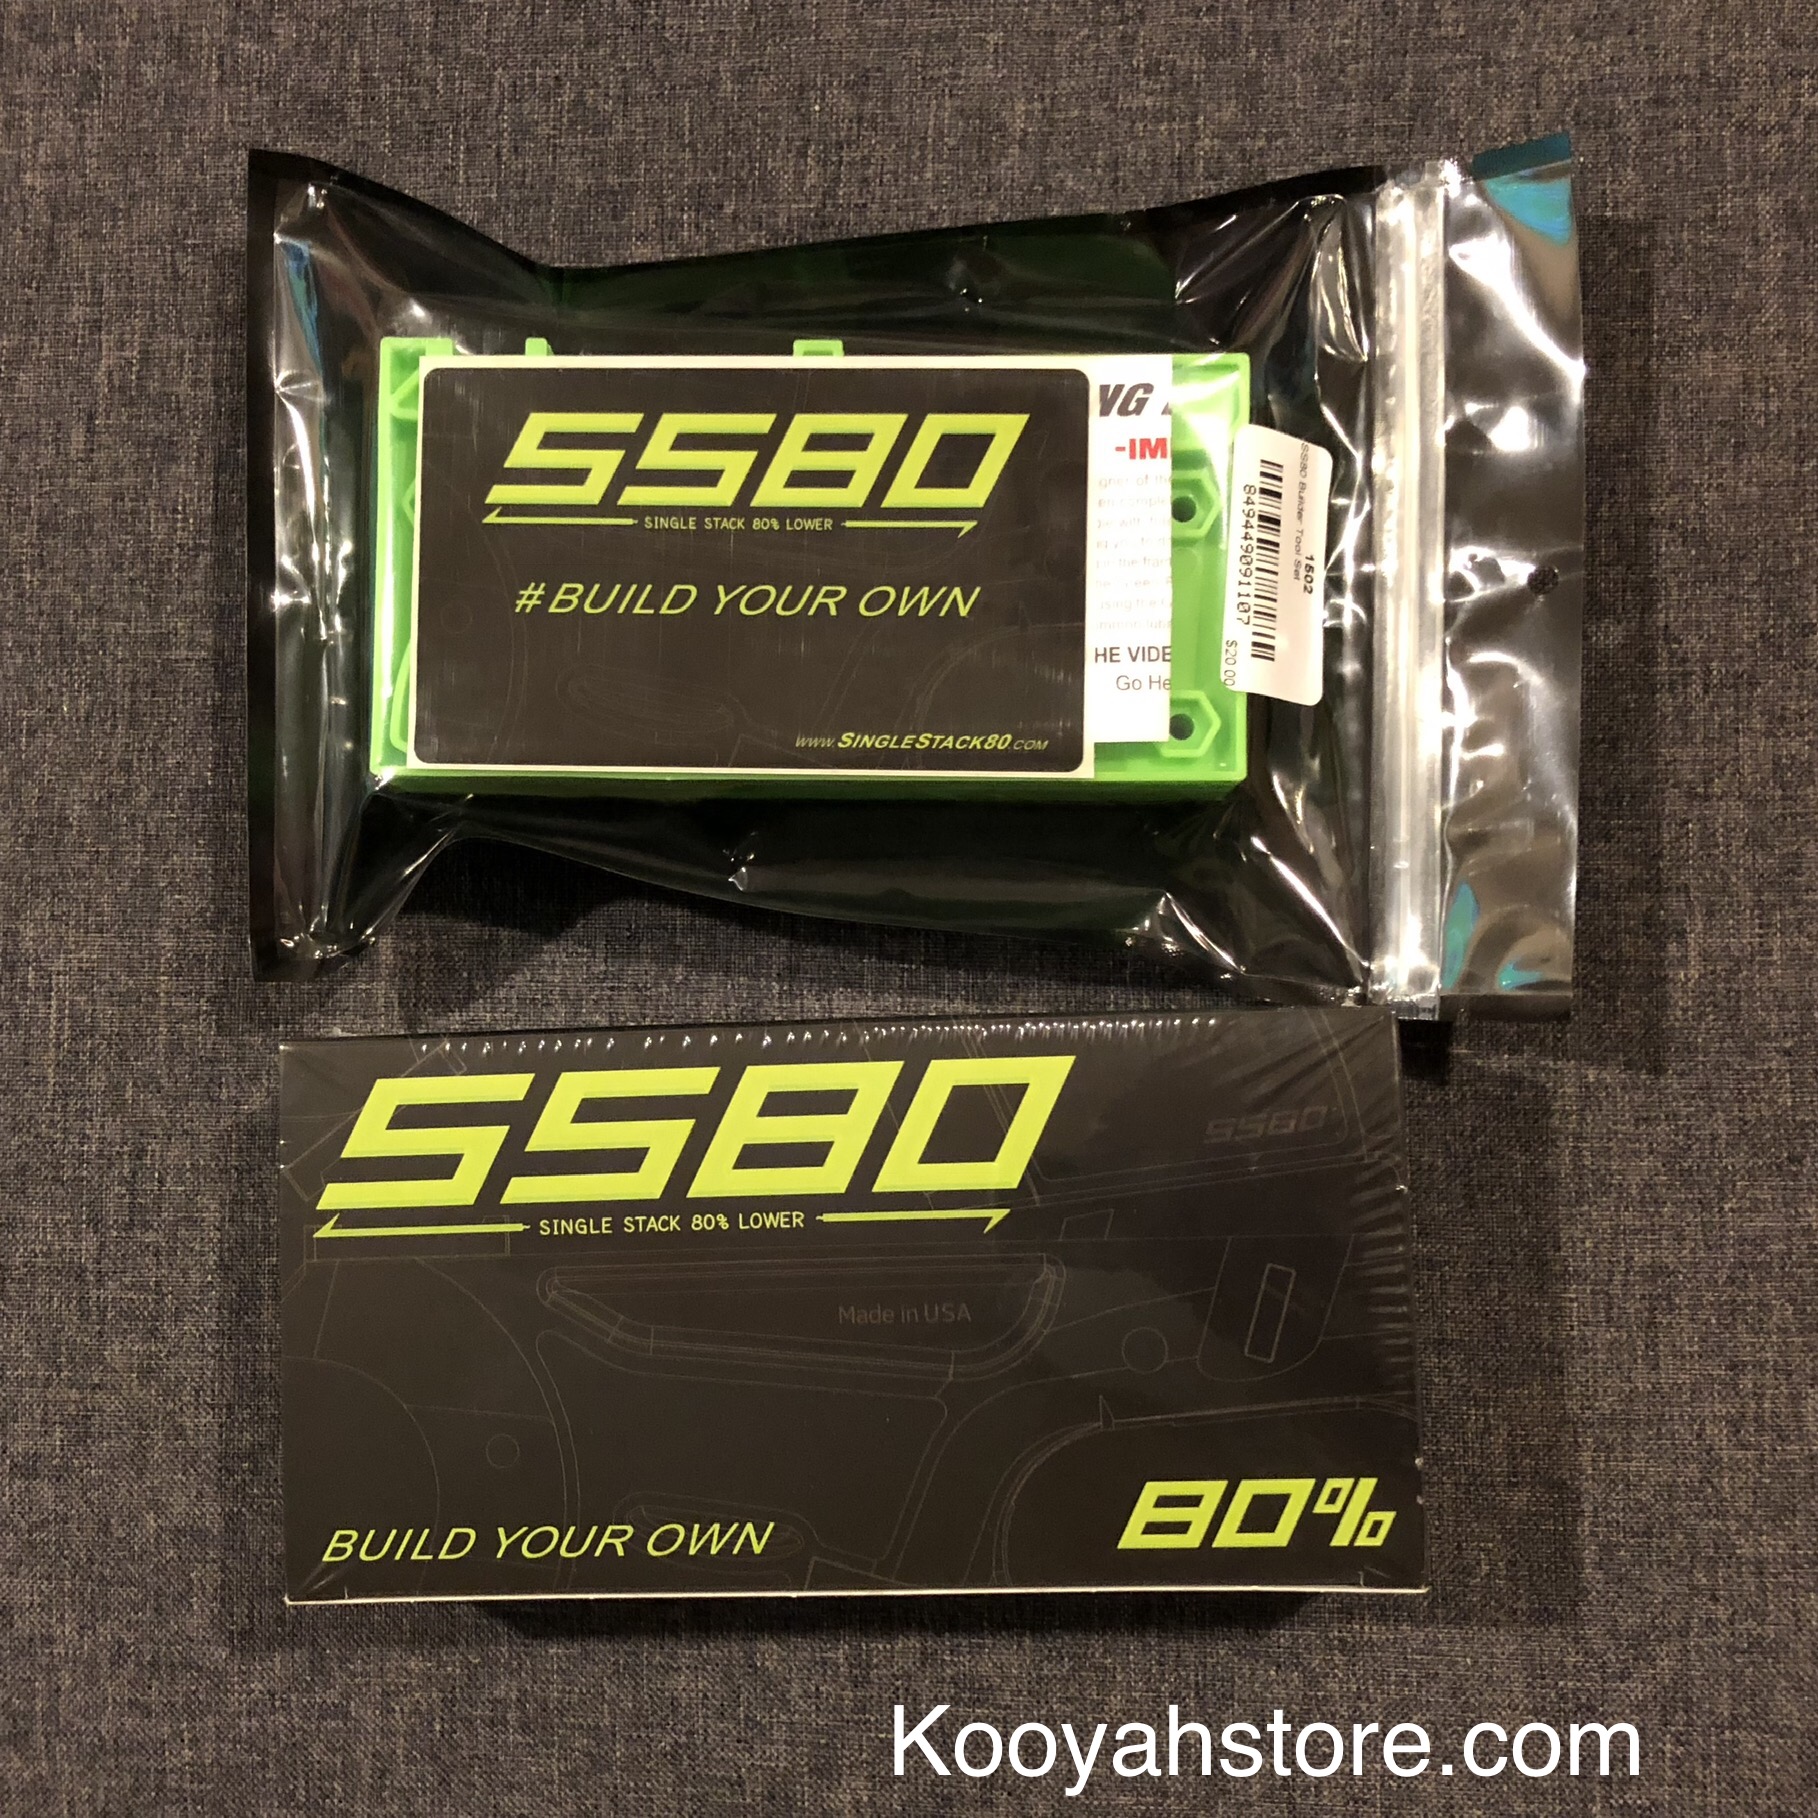 SS80
SINGLE STACK 80% LOWER
#BUILD YOUR OWN
WWW.SINGLESTACK80.COM
-IM
HE VIDE
Go He
SS80 Builder Tool Set
1502
849449091107
$20.00
SS80
SINGLE STACK 80% LOWER
SS80
Made in USA
BUILD YOUR OWN
80%
Kooyahstore.com